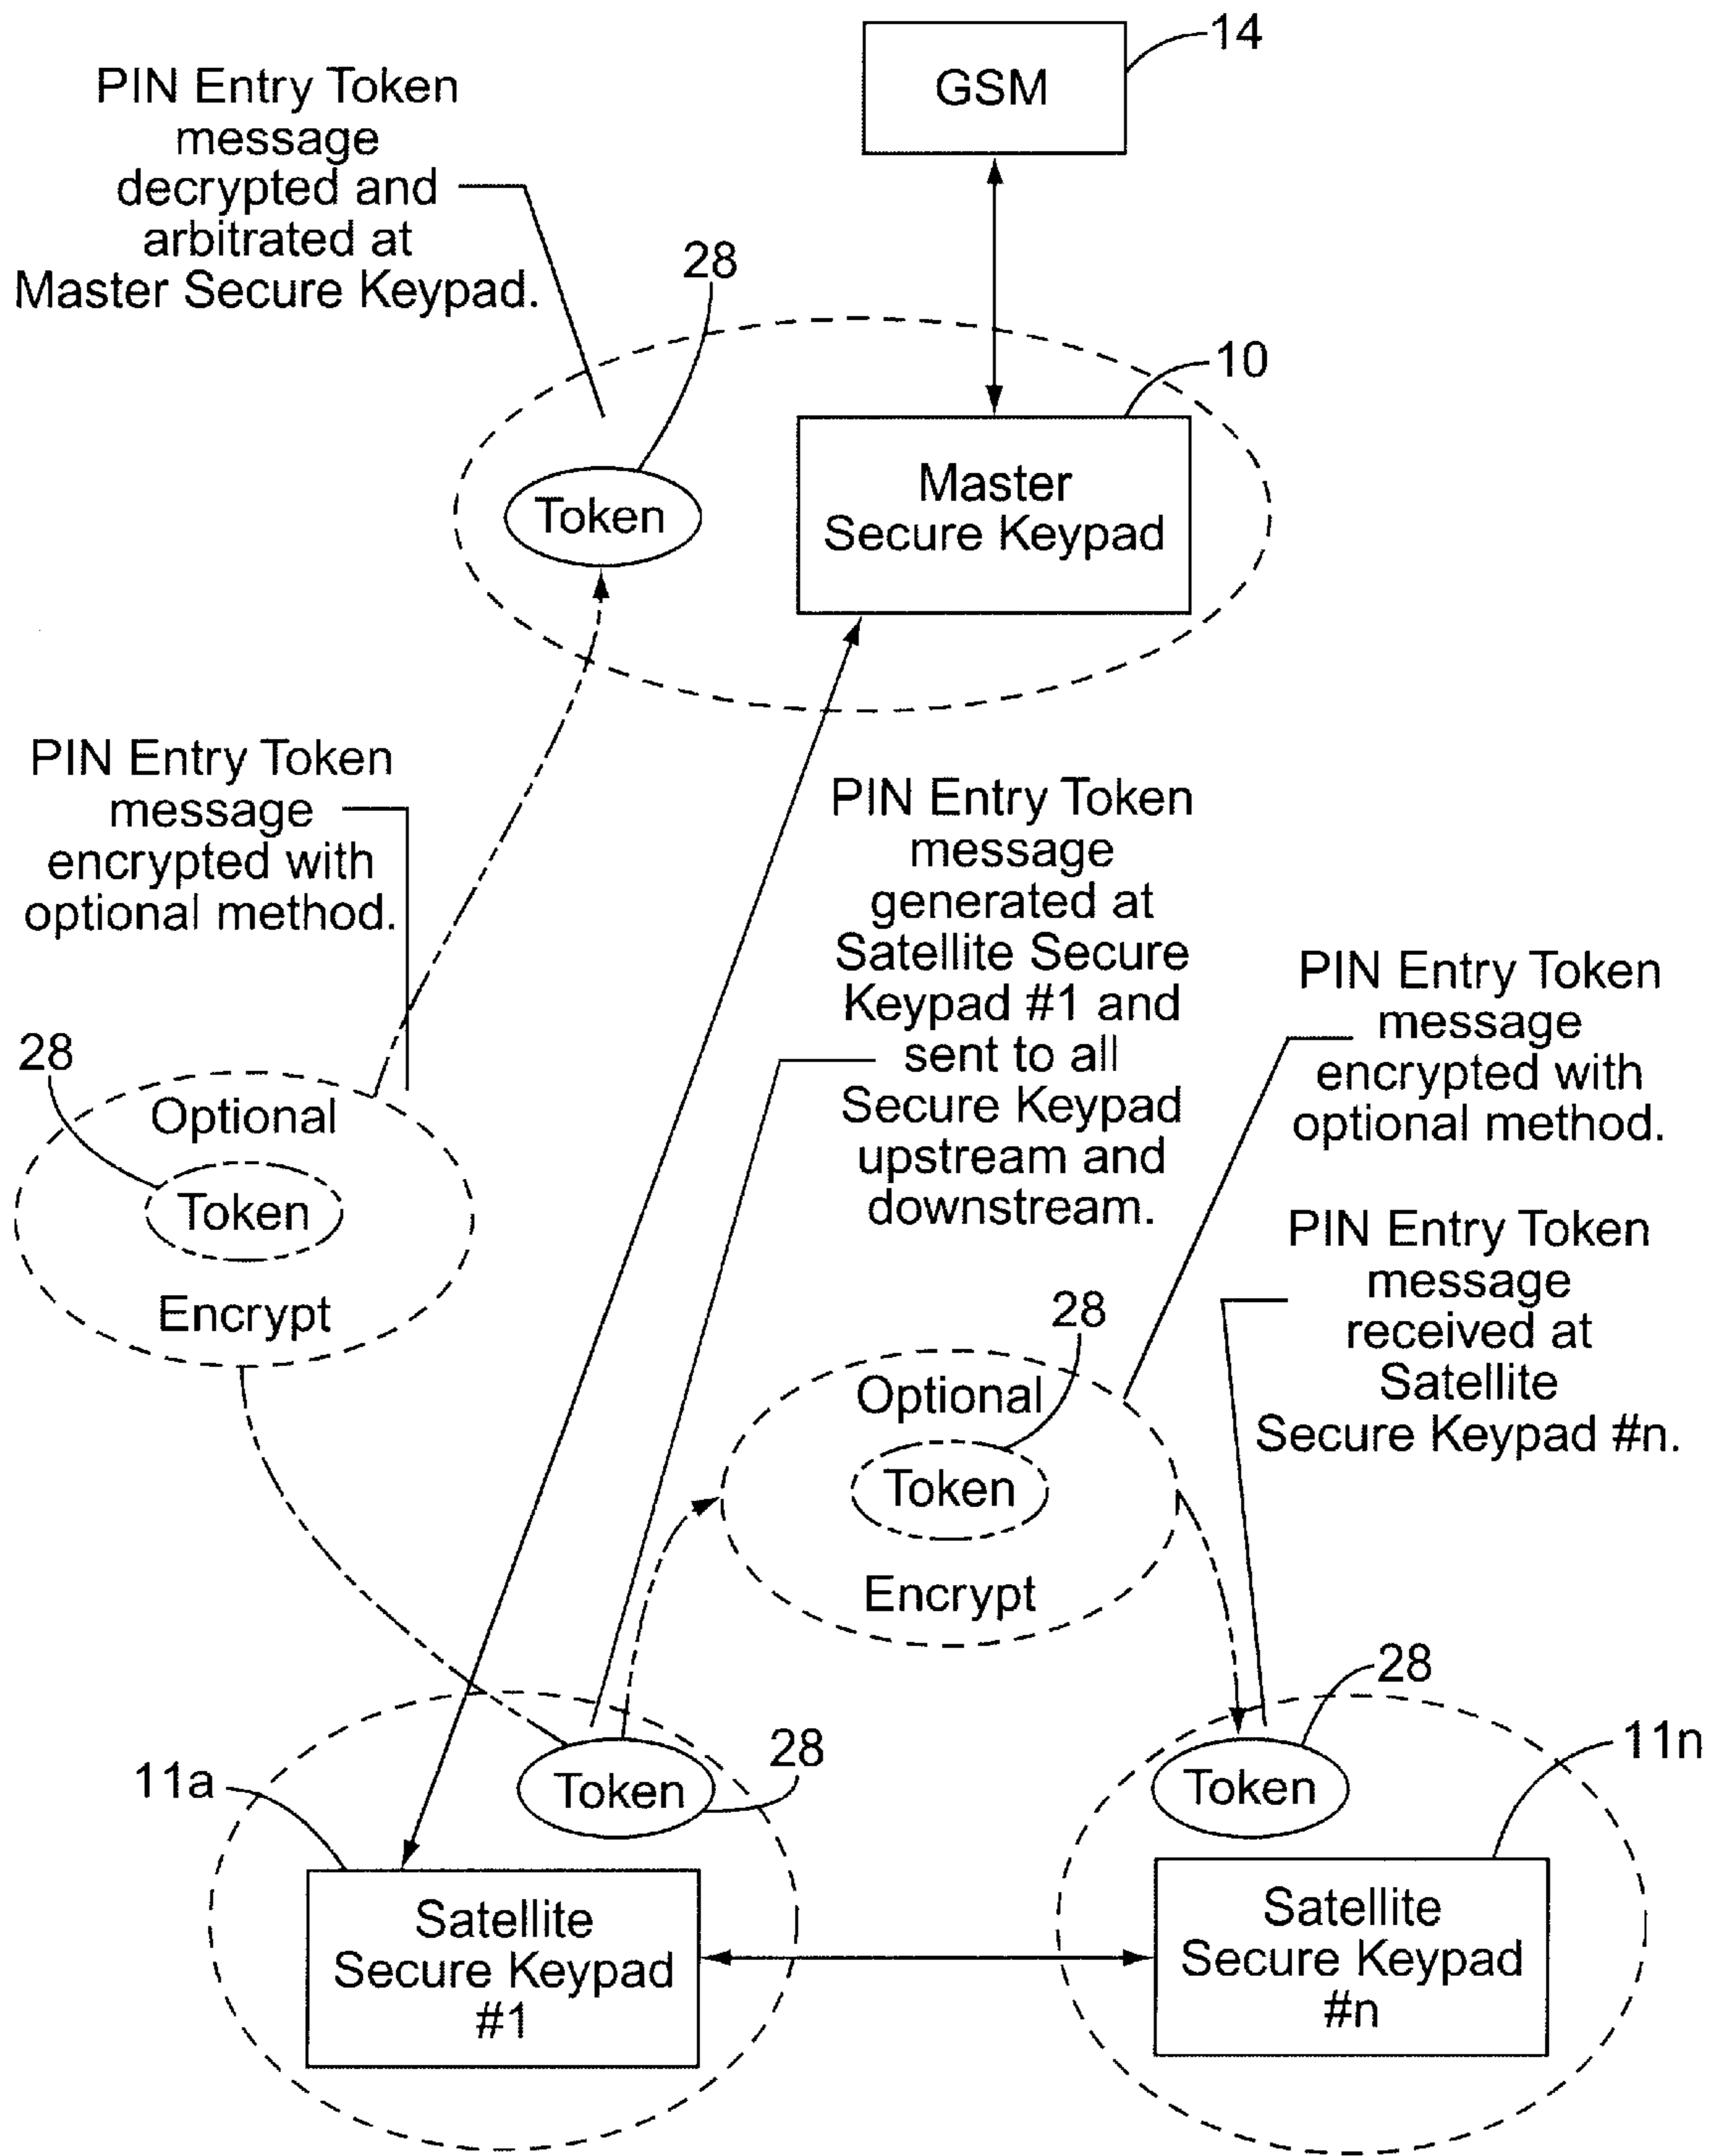 14
GSM
PIN Entry Token
message
decrypted and
arbitrated at
Master Secure Keypad.
28
10
Token
Master
Secure Keypad
PIN Entry Token
message
encrypted with
optional method.
PIN Entry Token
message
generated at
Satellite Secure
Keypad #1 and
sent to all
Secure Keypad
upstream and
downstream.
PIN Entry Token
message
encrypted with
optional method.
28
Optional
Token
Encrypt
PIN Entry Token
message
received at
Satellite
Secure Keypad #n.
28
Optional
Token
Encrypt
28
11n
11a
Token
28
Token
Satellite
Secure Keypad
#1
Satellite
Secure Keypad
#n